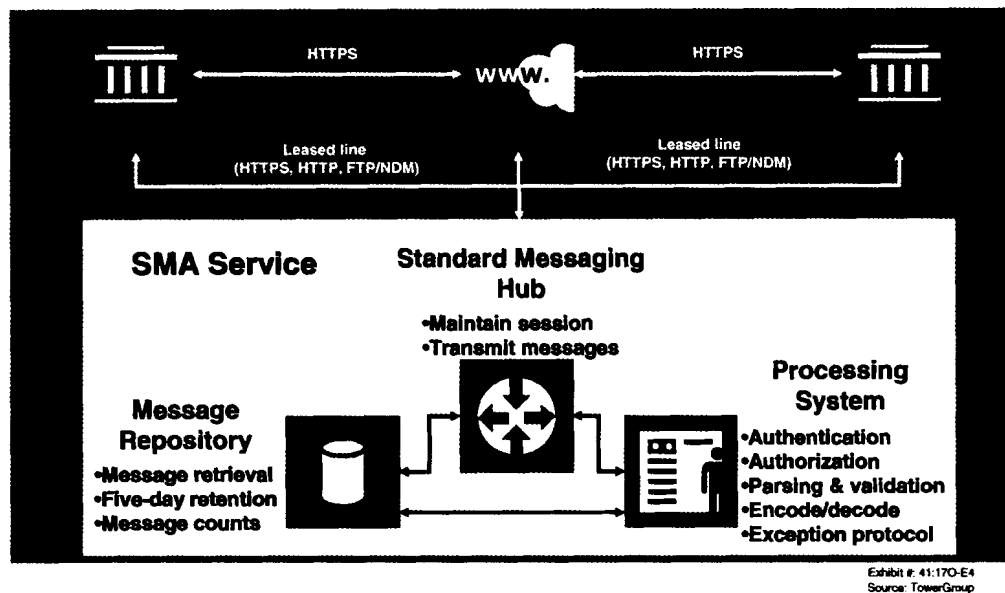 HTTPS
HTTPS
www.
Leased line
(HTTPS, HTTP, FTP/NDM)
Leased line
(HTTPS, HTTP, FTP/NDM)
SMA Service
Standard Messaging
Hub
•Maintain session
•Transmit messages
Message
Repository
•Message retrieval
•Five-day retention
•Message counts
Processing
System
•Authentication
•Authorization
•Parsing & validation
•Encode/decode
•Exception protocol
Exhibit #: 41:17O-E4
Source: TowerGroup